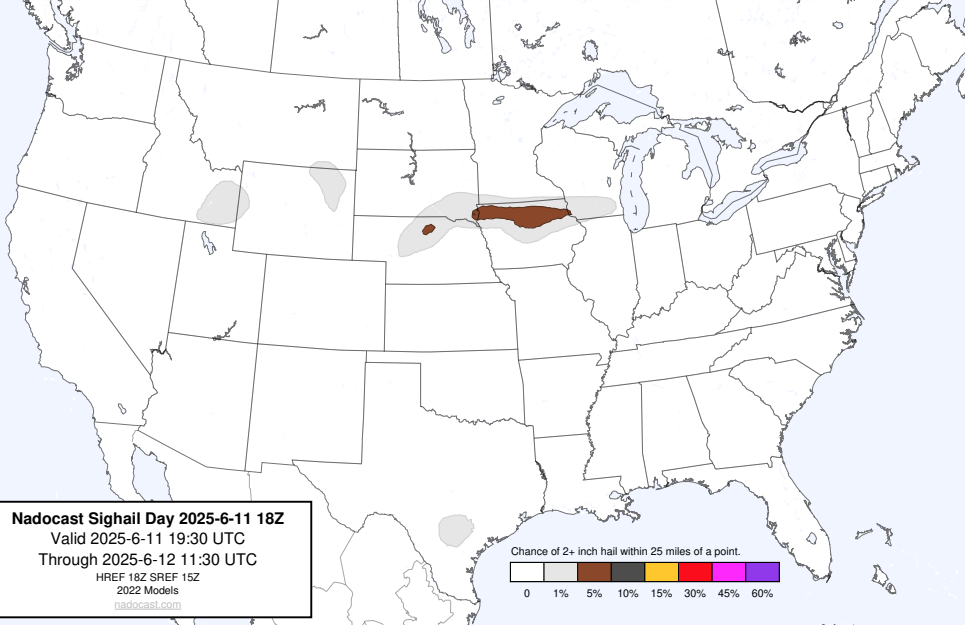 Nadocast Sighail Day 2025-6-11 18Z
Valid 2025-6-11 19:30 UTC
Through 2025-6-12 11:30 UTC
HREF 18Z SREF 15Z
2022 Models
nadocast.com
Chance of 2+ inch hail within 25 miles of a point.
0 1% 5% 10% 15% 30% 45% 60%